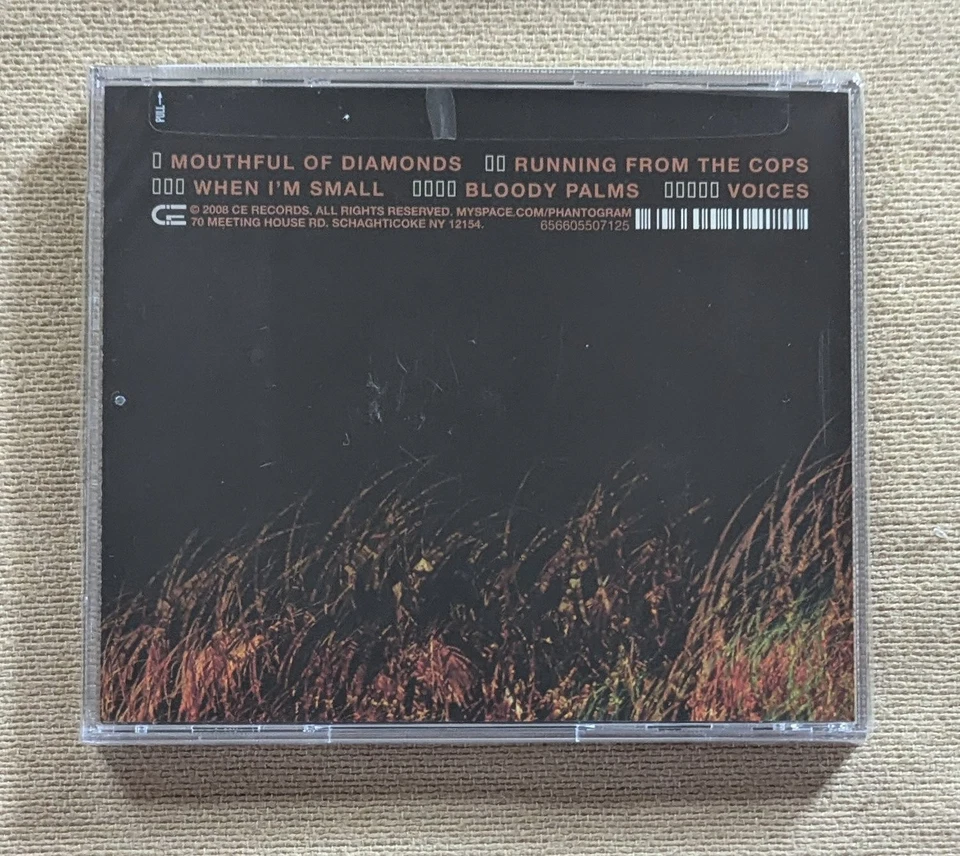 PULL→
▯ MOUTHFUL OF DIAMONDS ▯▯ RUNNING FROM THE COPS
▯▯▯ WHEN I'M SMALL ▯▯▯▯ BLOODY PALMS ▯▯▯▯▯ VOICES
CE © 2008 CE RECORDS. ALL RIGHTS RESERVED. MYSPACE.COM/PHANTOGRAM
70 MEETING HOUSE RD. SCHAGHTICOKE NY 12154. 656605507125